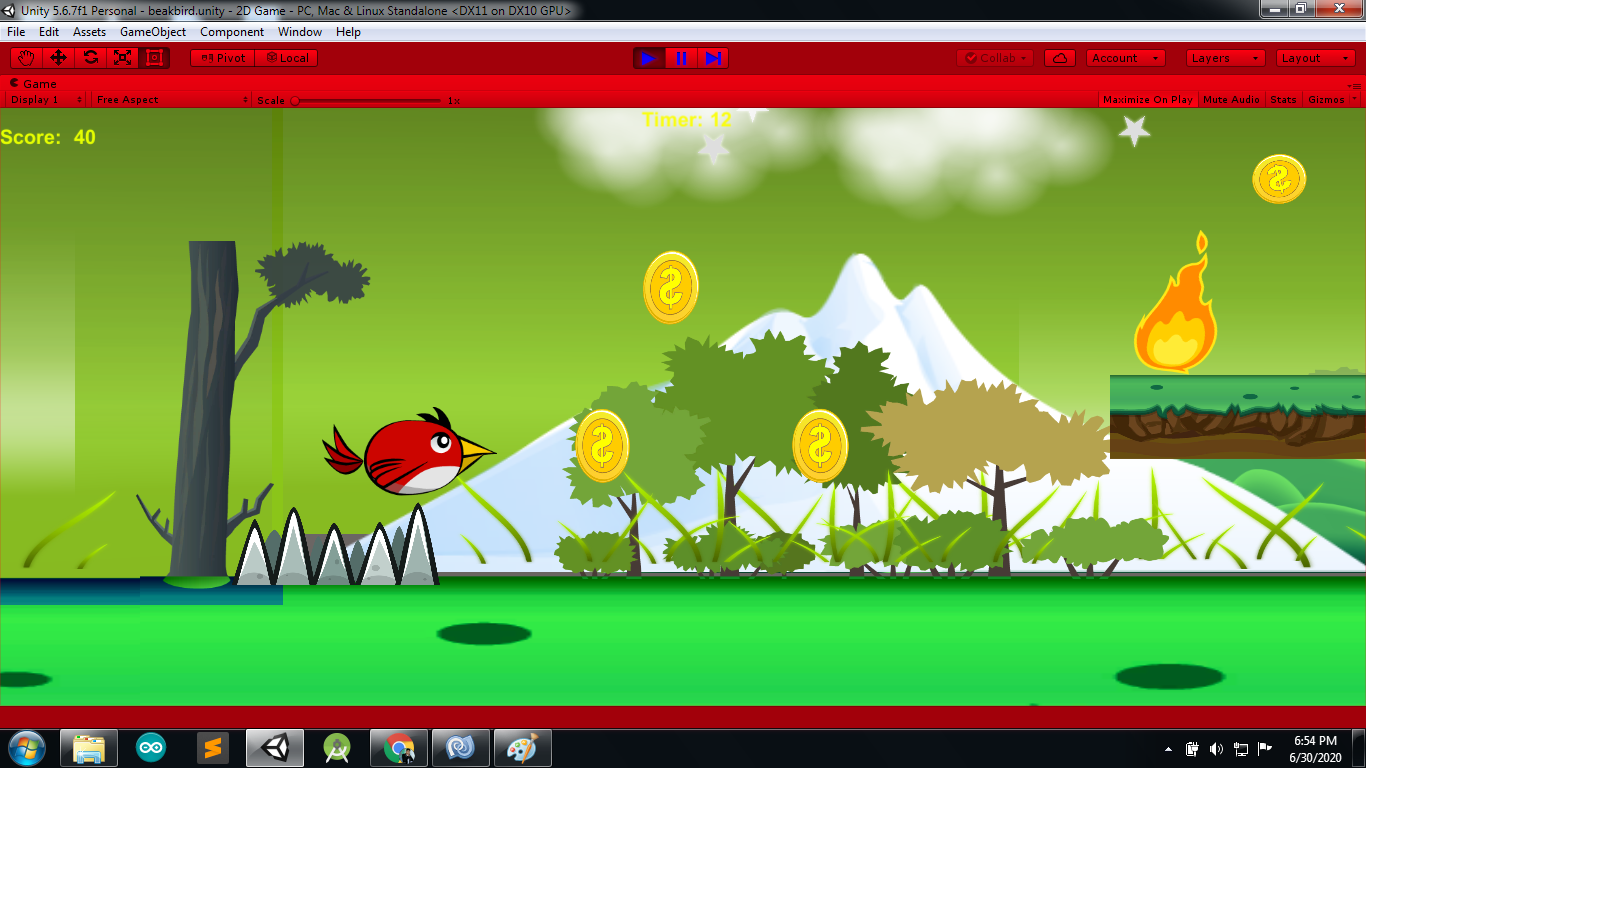 Unity 5.6.7f1 Personal - beakbird.unity - 2D Game - PC, Mac & Linux Standalone <DX11 on DX10 GPU>
File Edit Assets GameObject Component Window Help
Pivot Local Collab Account Layers Layout
Game
Display 1 Free Aspect Scale 1x Maximize On Play Mute Audio Stats Gizmos
Timer: 12
Score: 40
6:54 PM
6/30/2020